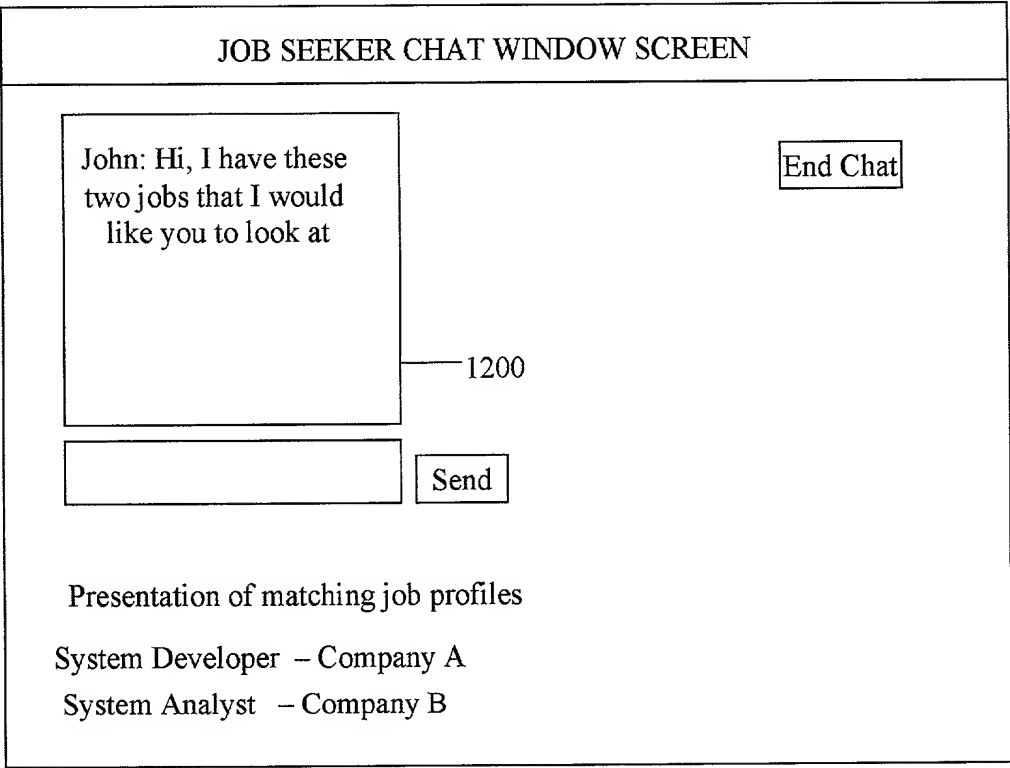 JOB SEEKER CHAT WINDOW SCREEN
John: Hi, I have these
two jobs that I would
like you to look at
End Chat
1200
Send
Presentation of matching job profiles
System Developer – Company A
System Analyst – Company B